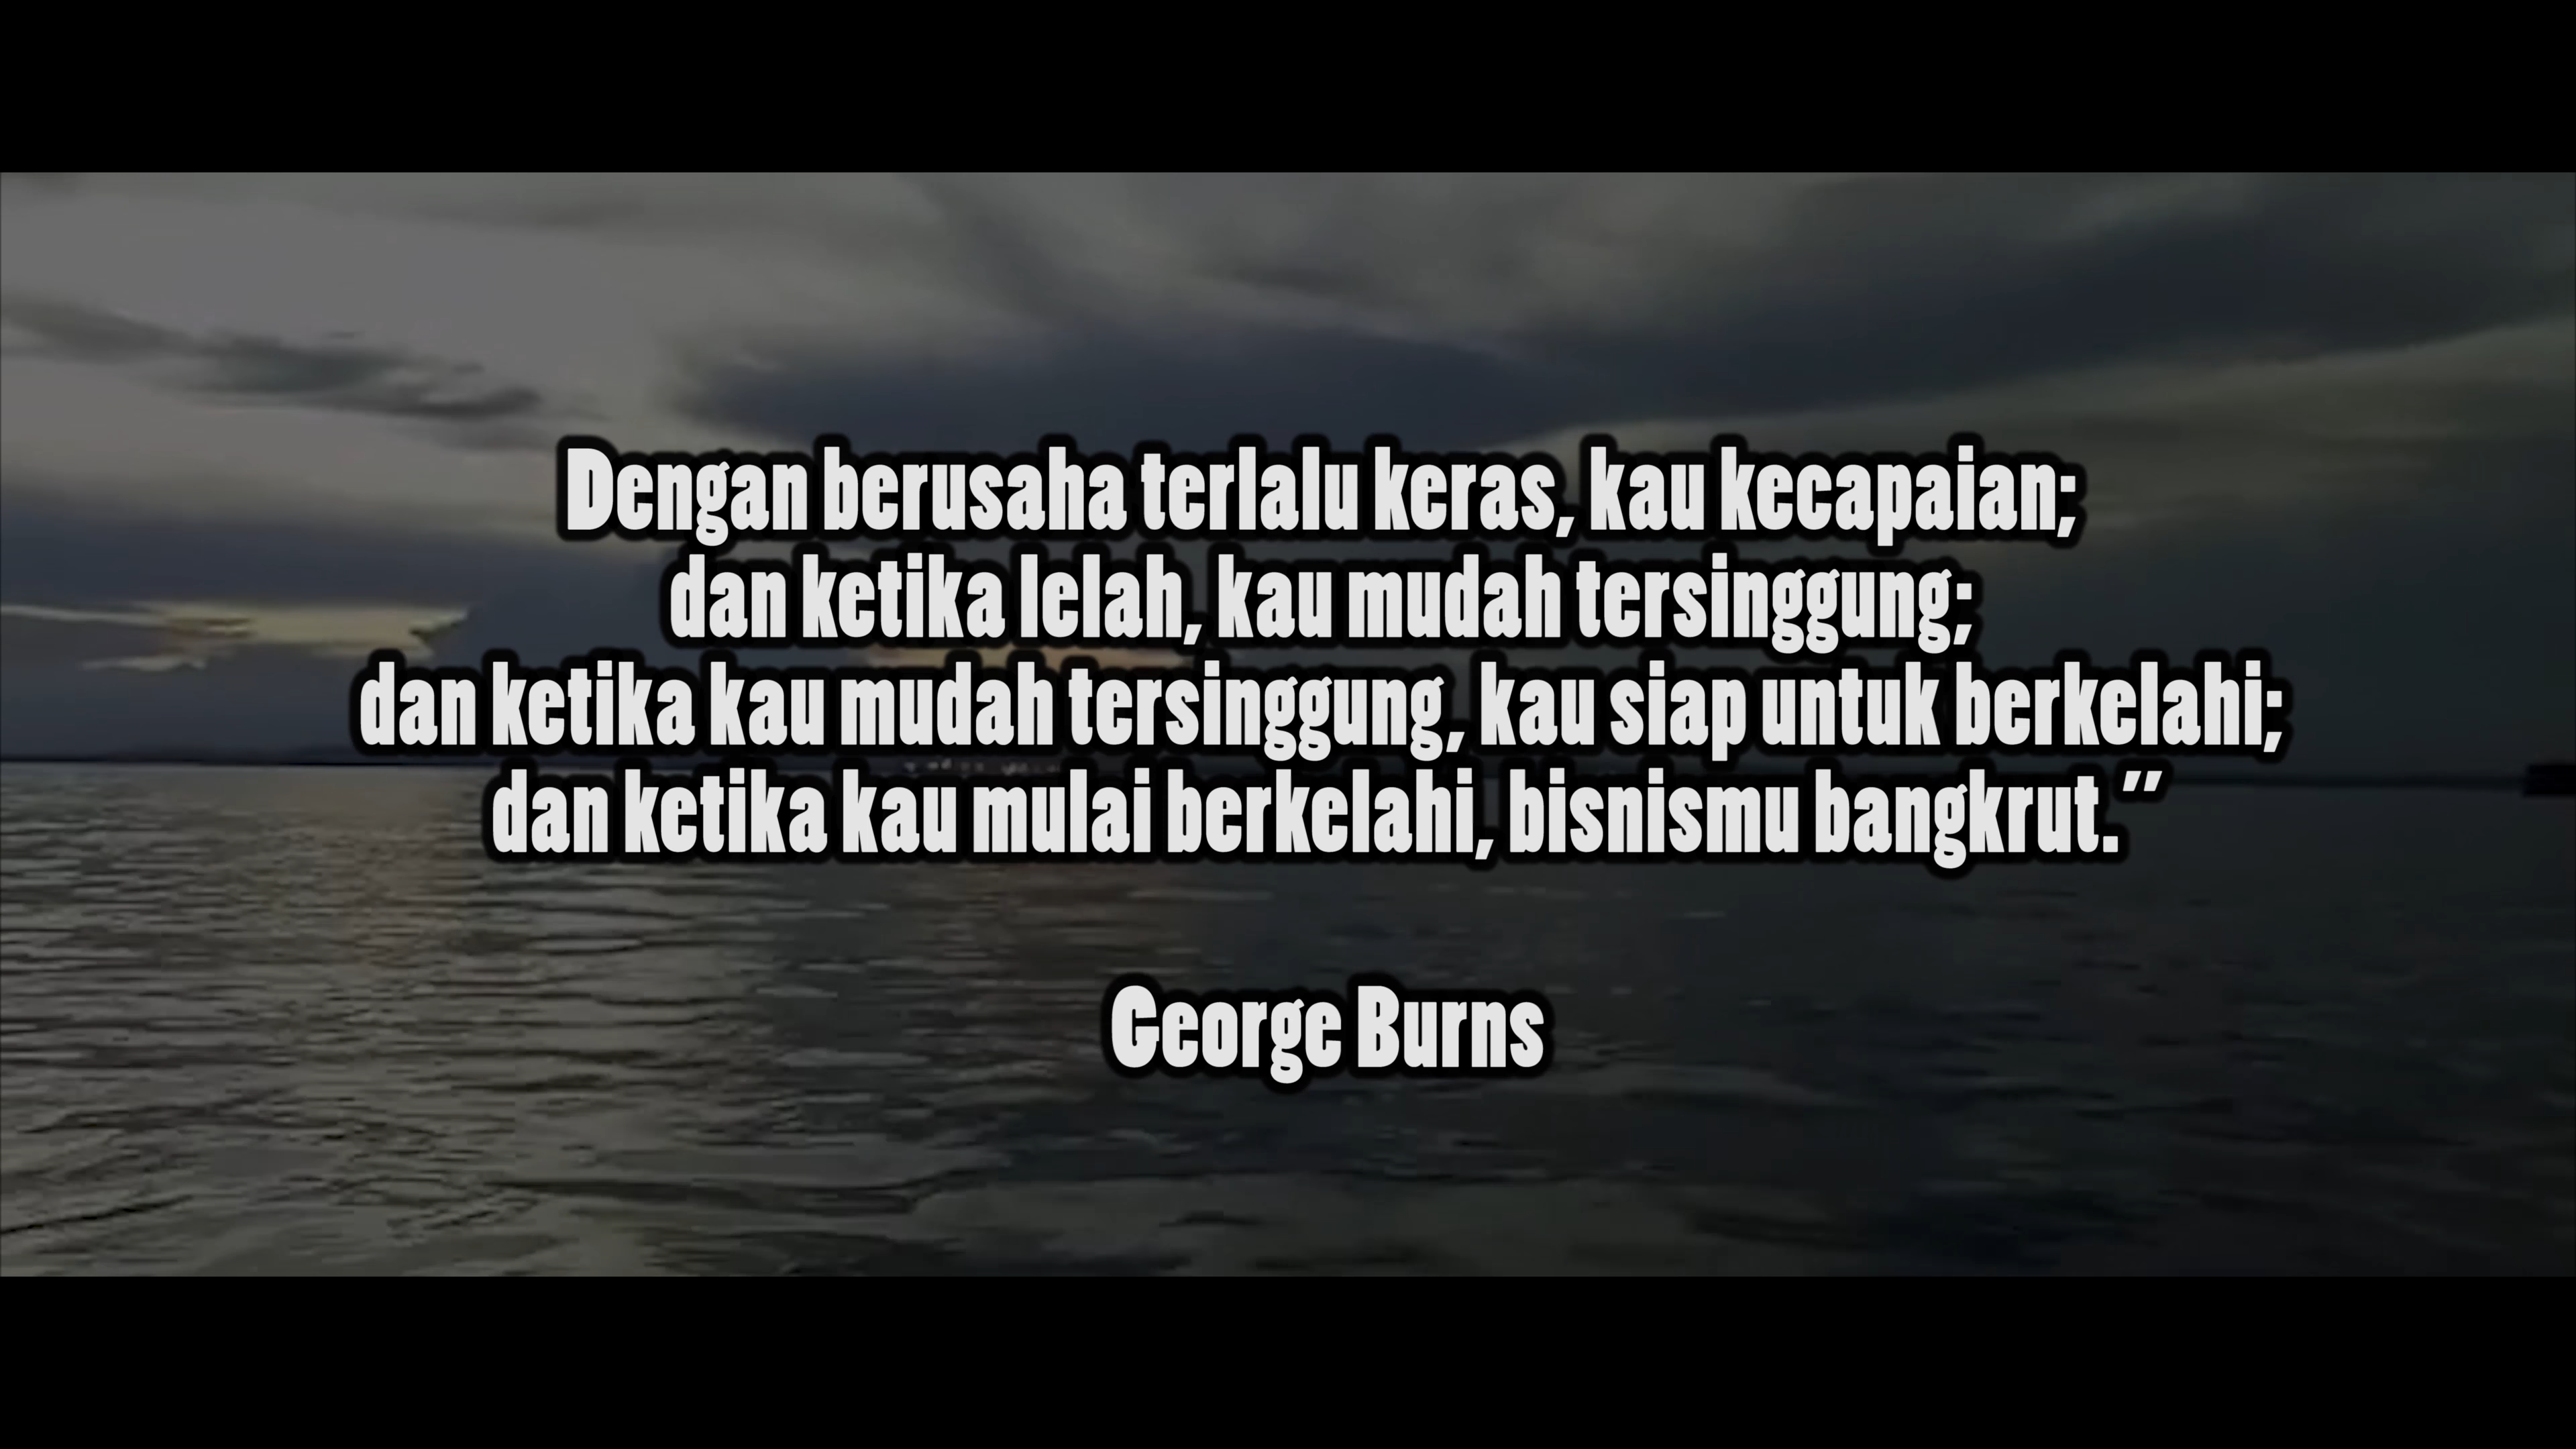 Dengan berusaha terlalu keras, kau kecapaian;
dan ketika lelah, kau mudah tersinggung;
dan ketika kau mudah tersinggung, kau siap untuk berkelahi;
dan ketika kau mulai berkelahi, bisnismu bangkrut.”
George Burns